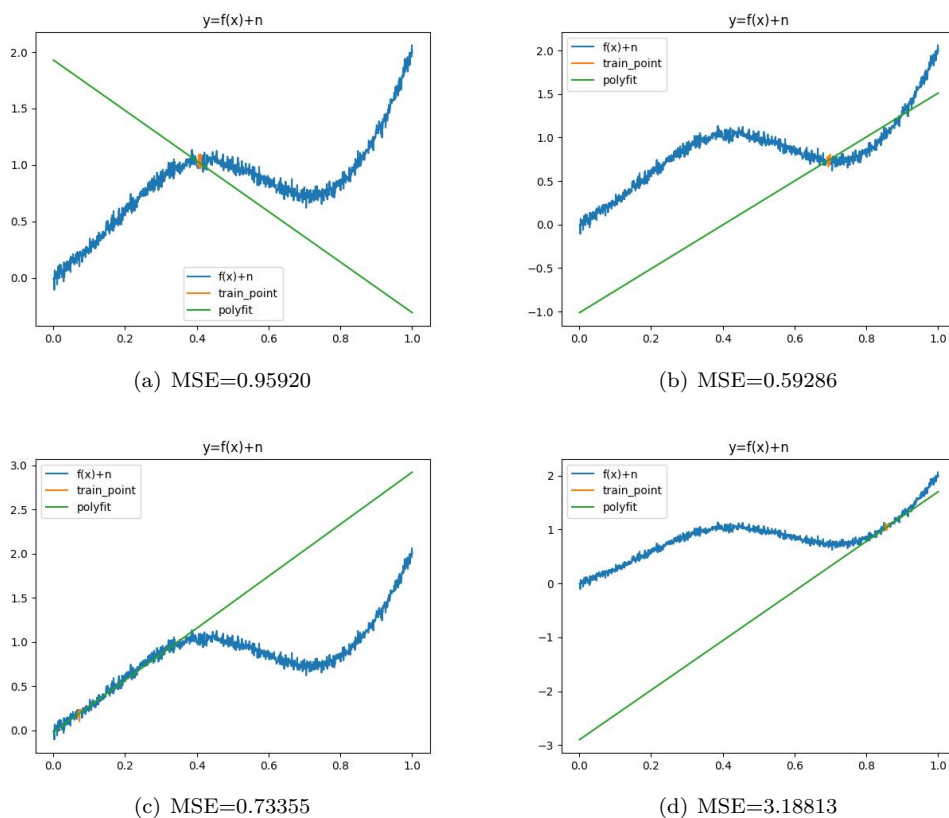 y=f(x)+n
2.0
1.5
1.0
0.5
0.0
f(x)+n
train_point
polyfit
0.0 0.2 0.4 0.6 0.8 1.0
(a) MSE=0.95920
y=f(x)+n
f(x)+n
train_point
polyfit
2.0
1.5
1.0
0.5
0.0
−0.5
−1.0
0.0 0.2 0.4 0.6 0.8 1.0
(b) MSE=0.59286
y=f(x)+n
f(x)+n
train_point
polyfit
3.0
2.5
2.0
1.5
1.0
0.5
0.0
0.0 0.2 0.4 0.6 0.8 1.0
(c) MSE=0.73355
y=f(x)+n
f(x)+n
train_point
polyfit
2
1
0
−1
−2
−3
0.0 0.2 0.4 0.6 0.8 1.0
(d) MSE=3.18813